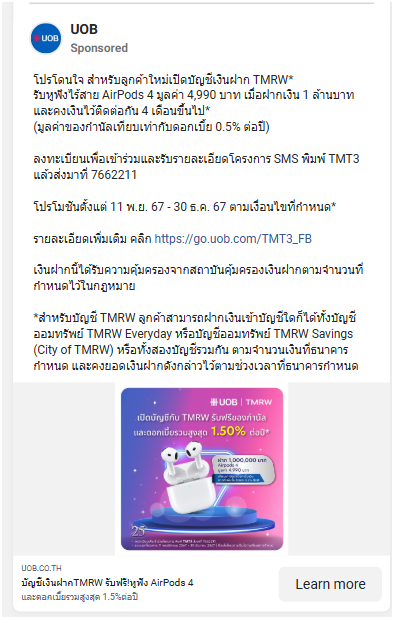 UOB
UOB
Sponsored
โปรโดนใจ สำหรับลูกค้าใหม่เปิดบัญชีเงินฝาก TMRW*
รับหูฟังไร้สาย AirPods 4 มูลค่า 4,990 บาท เมื่อฝากเงิน 1 ล้านบาท
และคงเงินไว้ติดต่อกัน 4 เดือนขึ้นไป*
(มูลค่าของกำนัลเทียบเท่ากับดอกเบี้ย 0.5% ต่อปี)
ลงทะเบียนเพื่อเข้าร่วมและรับรายละเอียดโครงการ SMS พิมพ์ TMT3
แล้วส่งมาที่ 7662211
โปรโมชันตั้งแต่ 11 พ.ย. 67 - 30 ธ.ค. 67 ตามเงื่อนไขที่กำหนด*
รายละเอียดเพิ่มเติม คลิก https://go.uob.com/TMT3_FB
เงินฝากนี้ได้รับความคุ้มครองจากสถาบันคุ้มครองเงินฝากตามจำนวนที่
กำหนดไว้ในกฎหมาย
*สำหรับบัญชี TMRW ลูกค้าสามารถฝากเงินเข้าบัญชีใดก็ได้ทั้งบัญชี
ออมทรัพย์ TMRW Everyday หรือบัญชีออมทรัพย์ TMRW Savings
(City of TMRW) หรือทั้งสองบัญชีรวมกัน ตามจำนวนเงินที่ธนาคาร
กำหนด และคงยอดเงินฝากดังกล่าวไว้ตามช่วงเวลาที่ธนาคารกำหนด
UOB | TMRW
เปิดบัญชีกับ TMRW รับฟรีของกำนัล
และดอกเบี้ยรวมสูงสุด 1.50% ต่อปี*
ฝาก 1,000,000 บาท
AirPods 4
มูลค่า 4,990 บาท
25
UOB.CO.TH
บัญชีเงินฝากTMRW รับฟรี!หูฟัง AirPods 4
และดอกเบี้ยรวมสูงสุด 1.5%ต่อปี
Learn more